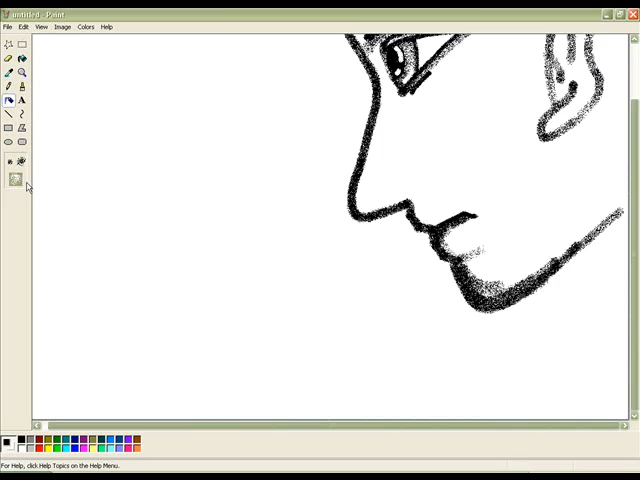 untitled - Paint
File Edit View Image Colors Help
A
For Help, click Help Topics on the Help Menu.